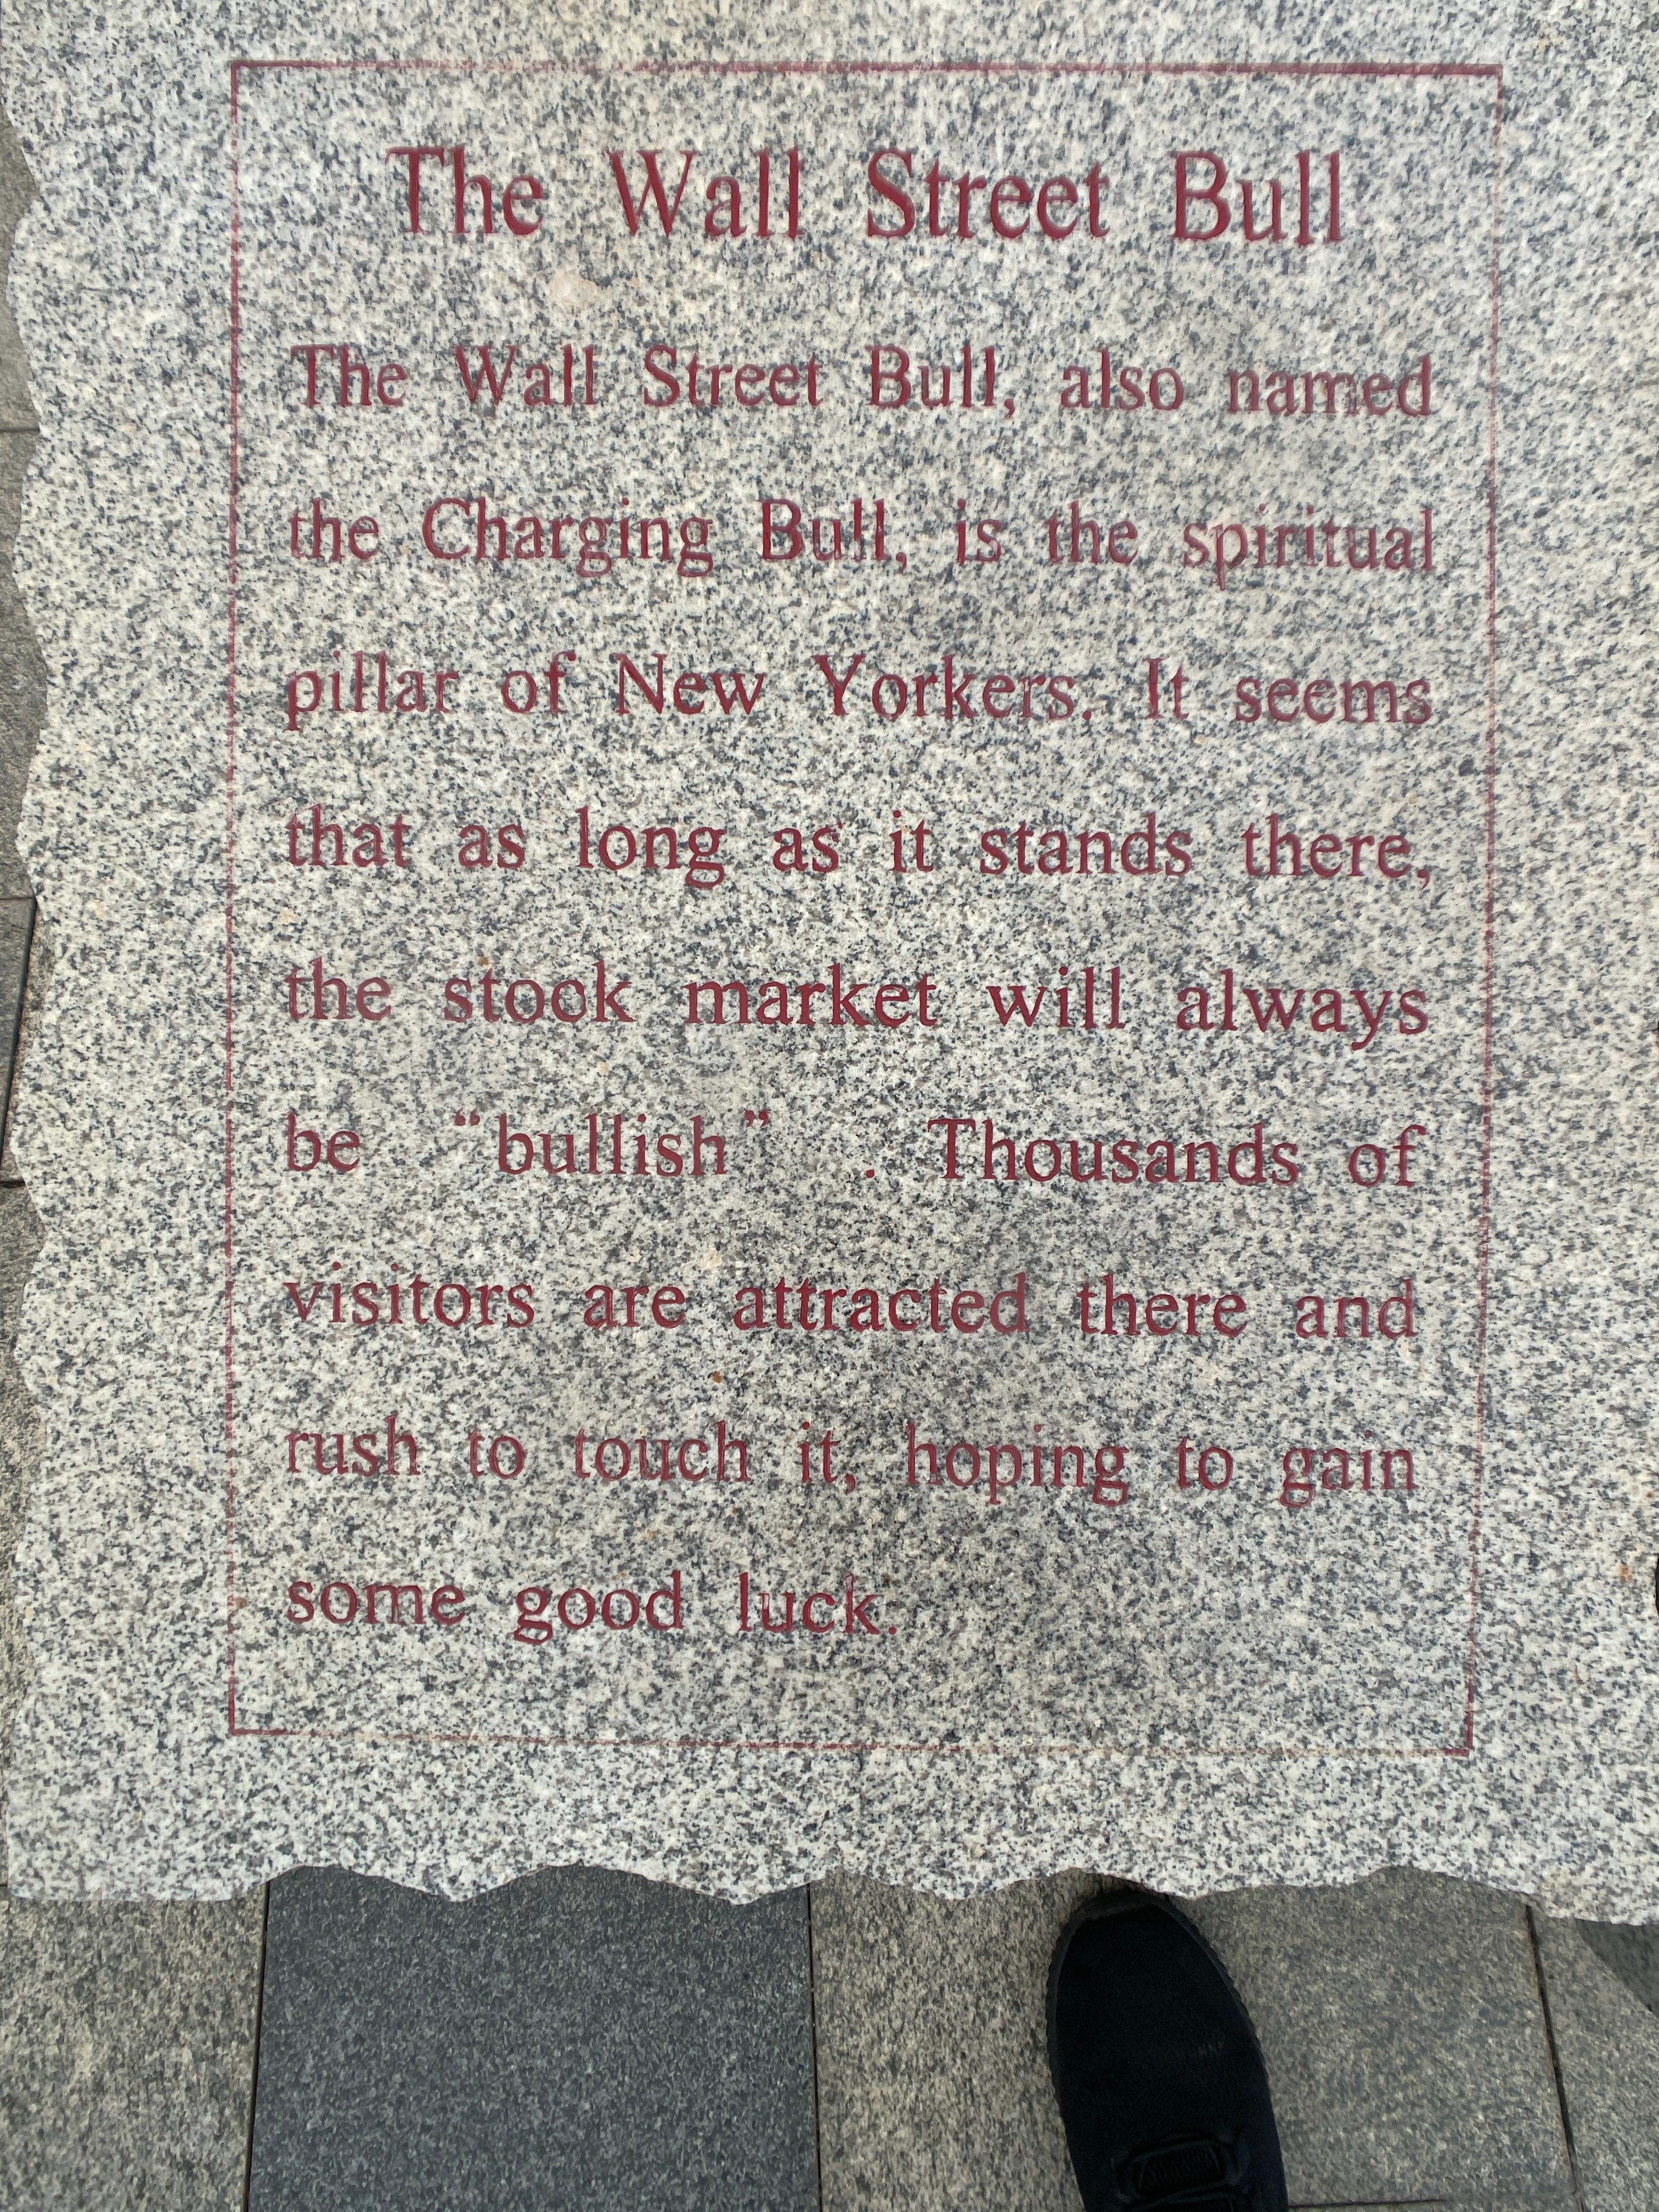 The Wall Street Bull
The Wall Street Bull, also named
the Charging Bull, is the spiritual
pillar of New Yorkers. It seems
that as long as it stands there,
the stock market will always
be “bullish” . Thousands of
visitors are attracted there and
rush to touch it, hoping to gain
some good luck.